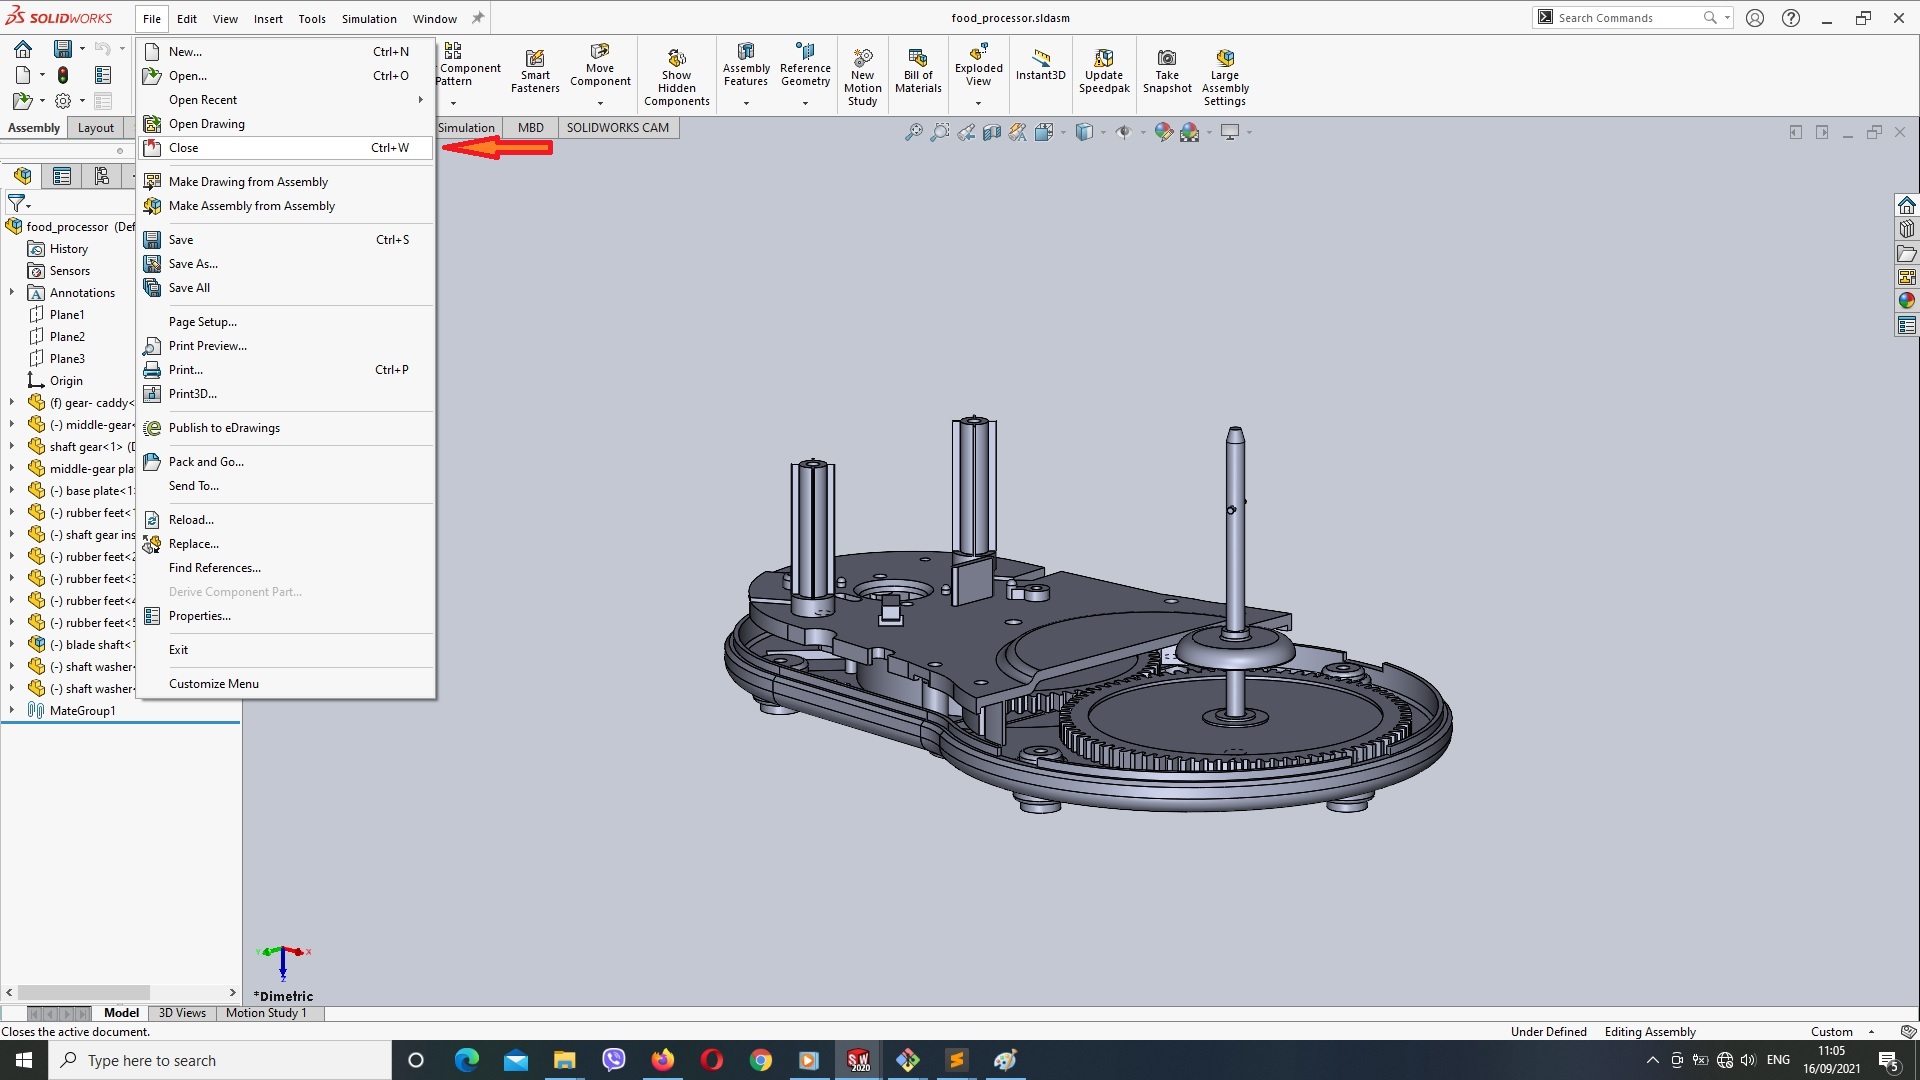 SOLIDWORKS
File Edit View Insert Tools Simulation Window
food_processor.sldasm
Search Commands
Component Pattern
Smart Fasteners
Move Component
Show Hidden Components
Assembly Features
Reference Geometry
New Motion Study
Bill of Materials
Exploded View
Instant3D
Update Speedpak
Take Snapshot
Large Assembly Settings
Assembly Layout Simulation MBD SOLIDWORKS CAM
New... Ctrl+N
Open... Ctrl+O
Open Recent
Open Drawing
Close Ctrl+W
Make Drawing from Assembly
Make Assembly from Assembly
Save Ctrl+S
Save As...
Save All
Page Setup...
Print Preview...
Print... Ctrl+P
Print3D...
Publish to eDrawings
Pack and Go...
Send To...
Reload...
Replace...
Find References...
Derive Component Part...
Properties...
Exit
Customize Menu
food_processor (Def
History
Sensors
Annotations
Plane1
Plane2
Plane3
Origin
(f) gear- caddy<
(-) middle-gear<
shaft gear<1> (D
middle-gear pla
(-) base plate<1>
(-) rubber feet<1
(-) shaft gear ins
(-) rubber feet<2
(-) rubber feet<3
(-) rubber feet<4
(-) rubber feet<5
(-) blade shaft<1
(-) shaft washer<
(-) shaft washer<
MateGroup1
Y X
Z
*Dimetric
Model 3D Views Motion Study 1
Closes the active document.
Under Defined Editing Assembly Custom
Type here to search
SW 2020
ENG
11:05
16/09/2021
5